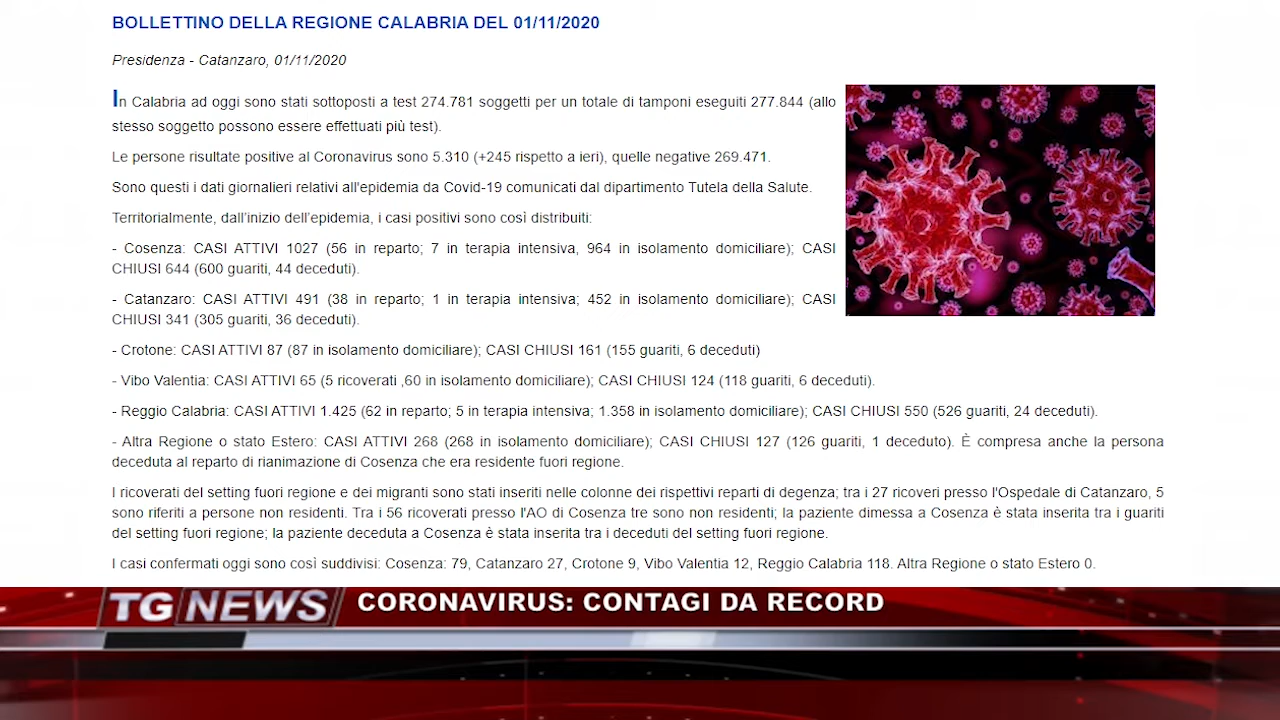 BOLLETTINO DELLA REGIONE CALABRIA DEL 01/11/2020
Presidenza - Catanzaro, 01/11/2020
In Calabria ad oggi sono stati sottoposti a test 274.781 soggetti per un totale di tamponi eseguiti 277.844 (allo
stesso soggetto possono essere effettuati più test).
Le persone risultate positive al Coronavirus sono 5.310 (+245 rispetto a ieri), quelle negative 269.471.
Sono questi i dati giornalieri relativi all'epidemia da Covid-19 comunicati dal dipartimento Tutela della Salute.
Territorialmente, dall'inizio dell'epidemia, i casi positivi sono così distribuiti:
- Cosenza: CASI ATTIVI 1027 (56 in reparto; 7 in terapia intensiva, 964 in isolamento domiciliare); CASI
CHIUSI 644 (600 guariti, 44 deceduti).
- Catanzaro: CASI ATTIVI 491 (38 in reparto; 1 in terapia intensiva; 452 in isolamento domiciliare); CASI
CHIUSI 341 (305 guariti, 36 deceduti).
- Crotone: CASI ATTIVI 87 (87 in isolamento domiciliare); CASI CHIUSI 161 (155 guariti, 6 deceduti)
- Vibo Valentia: CASI ATTIVI 65 (5 ricoverati ,60 in isolamento domiciliare); CASI CHIUSI 124 (118 guariti, 6 deceduti).
- Reggio Calabria: CASI ATTIVI 1.425 (62 in reparto; 5 in terapia intensiva; 1.358 in isolamento domiciliare); CASI CHIUSI 550 (526 guariti, 24 deceduti).
- Altra Regione o stato Estero: CASI ATTIVI 268 (268 in isolamento domiciliare); CASI CHIUSI 127 (126 guariti, 1 deceduto). È compresa anche la persona
deceduta al reparto di rianimazione di Cosenza che era residente fuori regione.
I ricoverati del setting fuori regione e dei migranti sono stati inseriti nelle colonne dei rispettivi reparti di degenza; tra i 27 ricoveri presso l'Ospedale di Catanzaro, 5
sono riferiti a persone non residenti. Tra i 56 ricoverati presso l'AO di Cosenza tre sono non residenti; la paziente dimessa a Cosenza è stata inserita tra i guariti
del setting fuori regione; la paziente deceduta a Cosenza è stata inserita tra i deceduti del setting fuori regione.
I casi confermati oggi sono così suddivisi: Cosenza: 79, Catanzaro 27, Crotone 9, Vibo Valentia 12, Reggio Calabria 118. Altra Regione o stato Estero 0.
TG NEWS CORONAVIRUS: CONTAGI DA RECORD